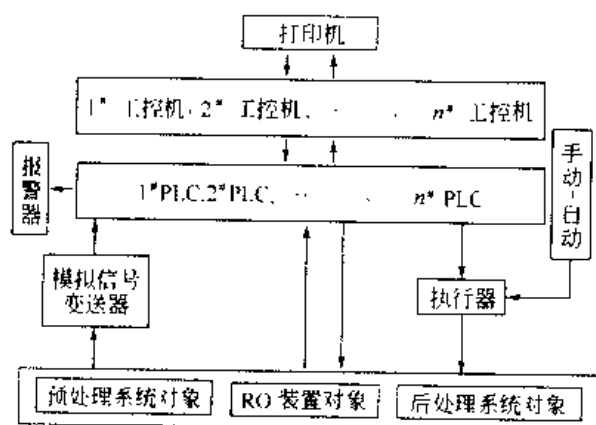 打印机
1# 工控机、2# 工控机、… 、 n# 工控机
报警器
1#PLC、2#PLC、… 、 n# PLC
手动-自动
模拟信号
变送器
执行器
预处理系统对象
RO 装置对象
后处理系统对象